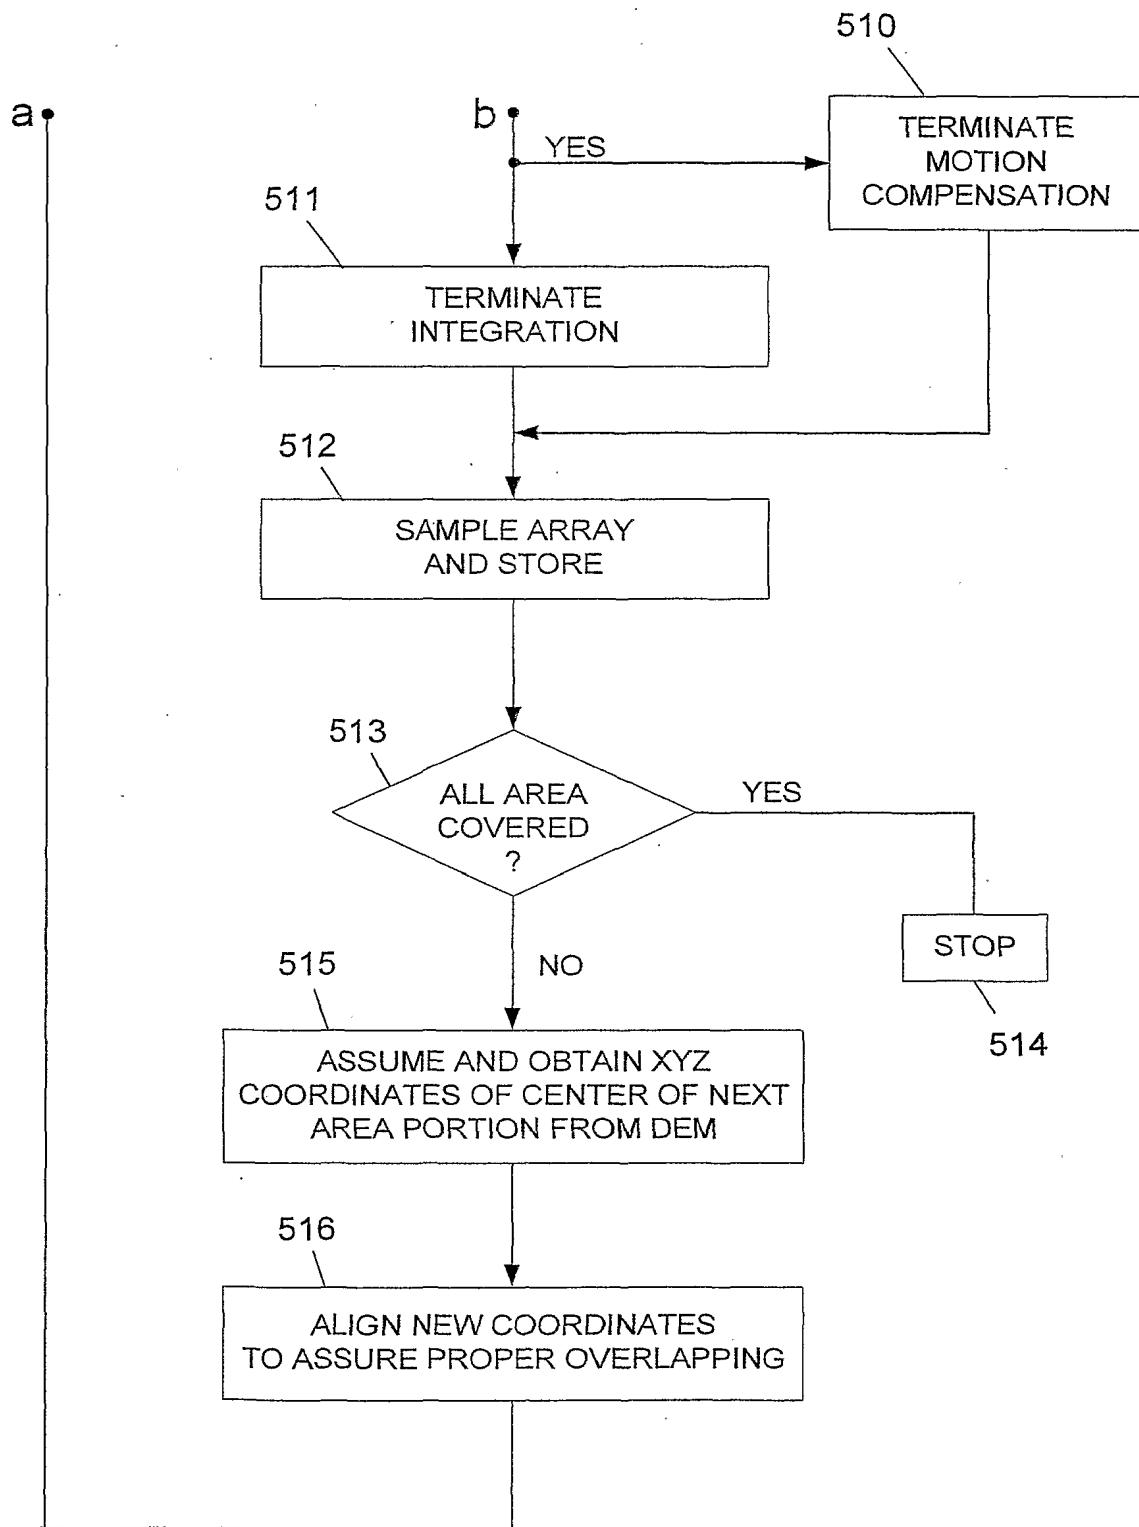 510
a
b
YES
TERMINATE
MOTION
COMPENSATION
511
TERMINATE
INTEGRATION
512
SAMPLE ARRAY
AND STORE
513
ALL AREA
COVERED
?
YES
STOP
514
NO
515
ASSUME AND OBTAIN XYZ
COORDINATES OF CENTER OF NEXT
AREA PORTION FROM DEM
516
ALIGN NEW COORDINATES
TO ASSURE PROPER OVERLAPPING